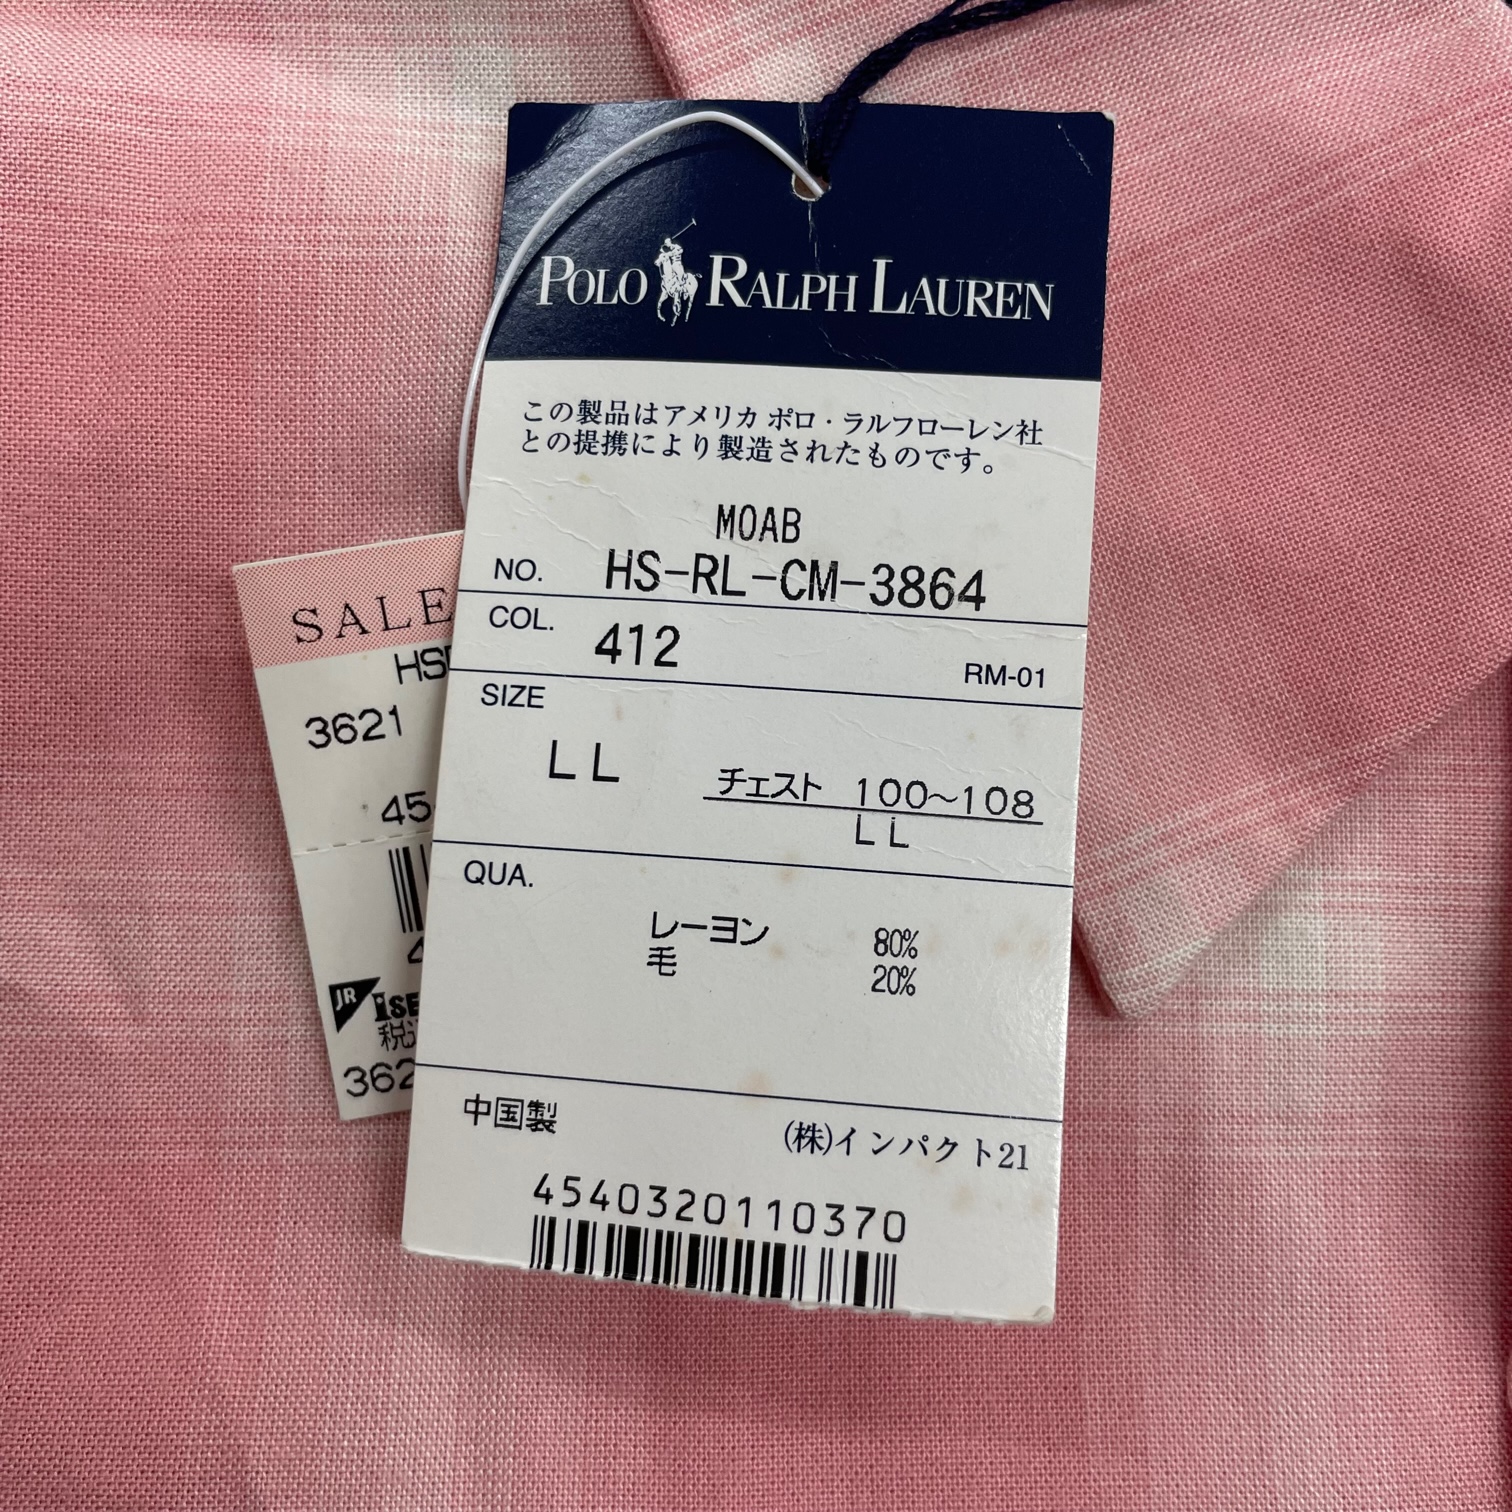 POLO RALPH LAUREN
この製品はアメリカ ポロ・ラルフローレン社
との提携により製造されたものです。
MOAB
NO. HS-RL-CM-3864
COL. 412
RM-01
SIZE
LL
チェスト 100~108
LL
QUA.
レーヨン 80%
毛 20%
中国製
(株)インパクト21
4540320110370
SALE
3621
45
JR